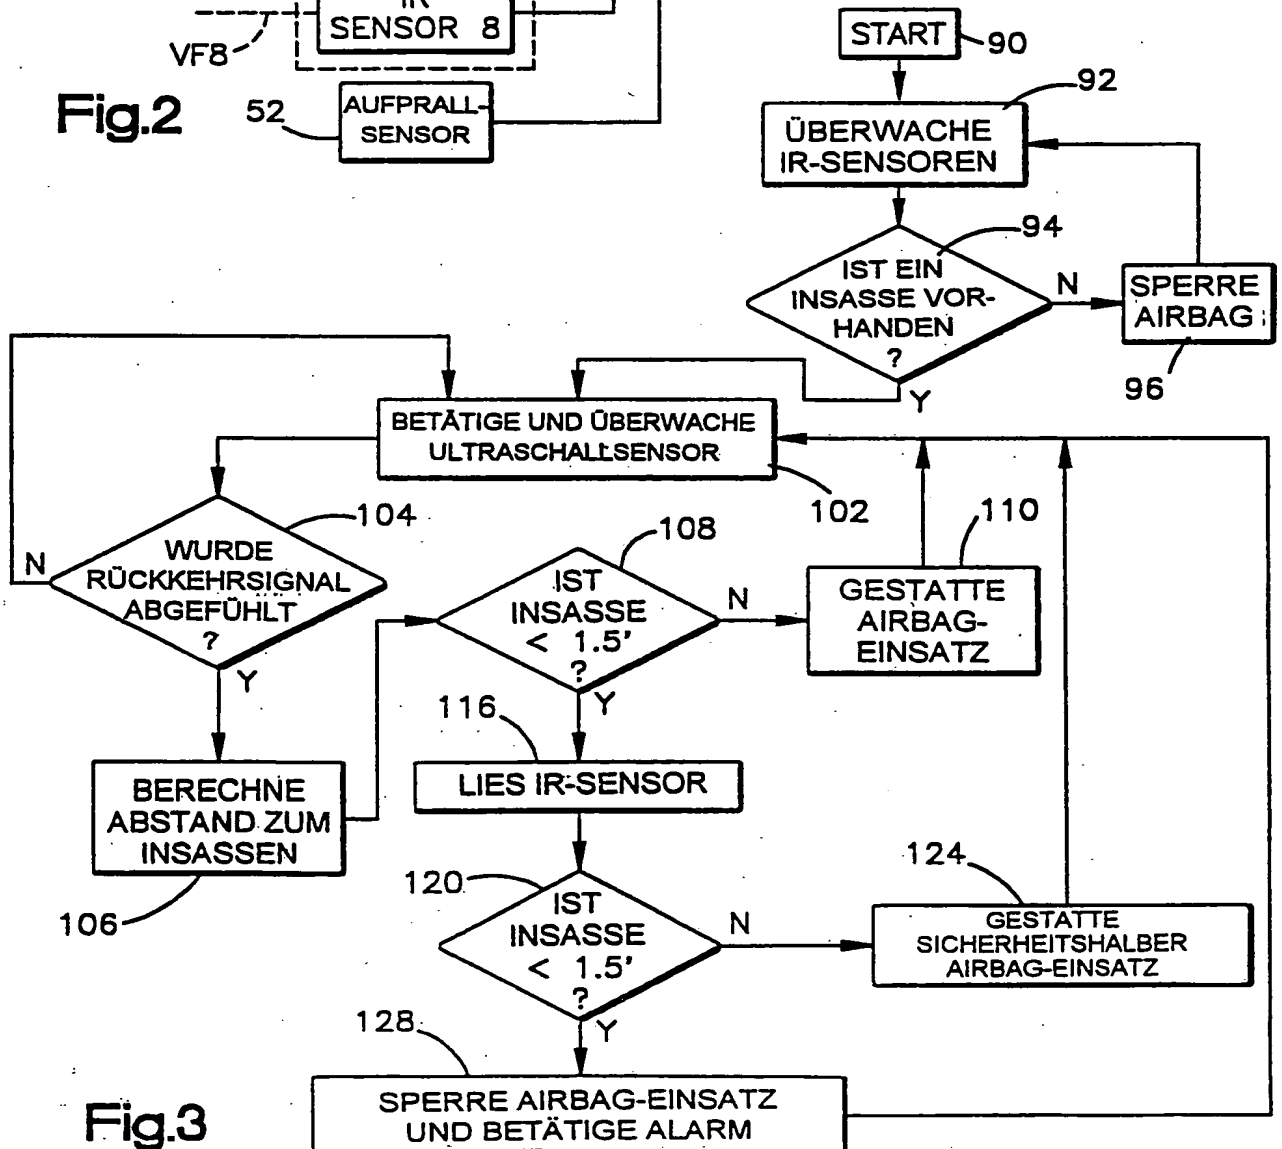 IR
SENSOR 8
VF8
Fig.2
52
AUFPRALL-
SENSOR
START
90
92
ÜBERWACHE
IR-SENSOREN
94
IST EIN
INSASSE VOR-
HANDEN
?
N
Y
SPERRE
AIRBAG
96
BETÄTIGE UND ÜBERWACHE
ULTRASCHALLSENSOR
102
104
WURDE
RÜCKKEHRSIGNAL
ABGEFÜHLT
?
N
Y
BERECHNE
ABSTAND ZUM
INSASSEN
106
108
IST
INSASSE
< 1.5'
?
N
Y
110
GESTATTE
AIRBAG-
EINSATZ
116
LIES IR-SENSOR
120
IST
INSASSE
< 1.5'
?
N
Y
124
GESTATTE
SICHERHEITSHALBER
AIRBAG-EINSATZ
128
SPERRE AIRBAG-EINSATZ
UND BETÄTIGE ALARM
Fig.3